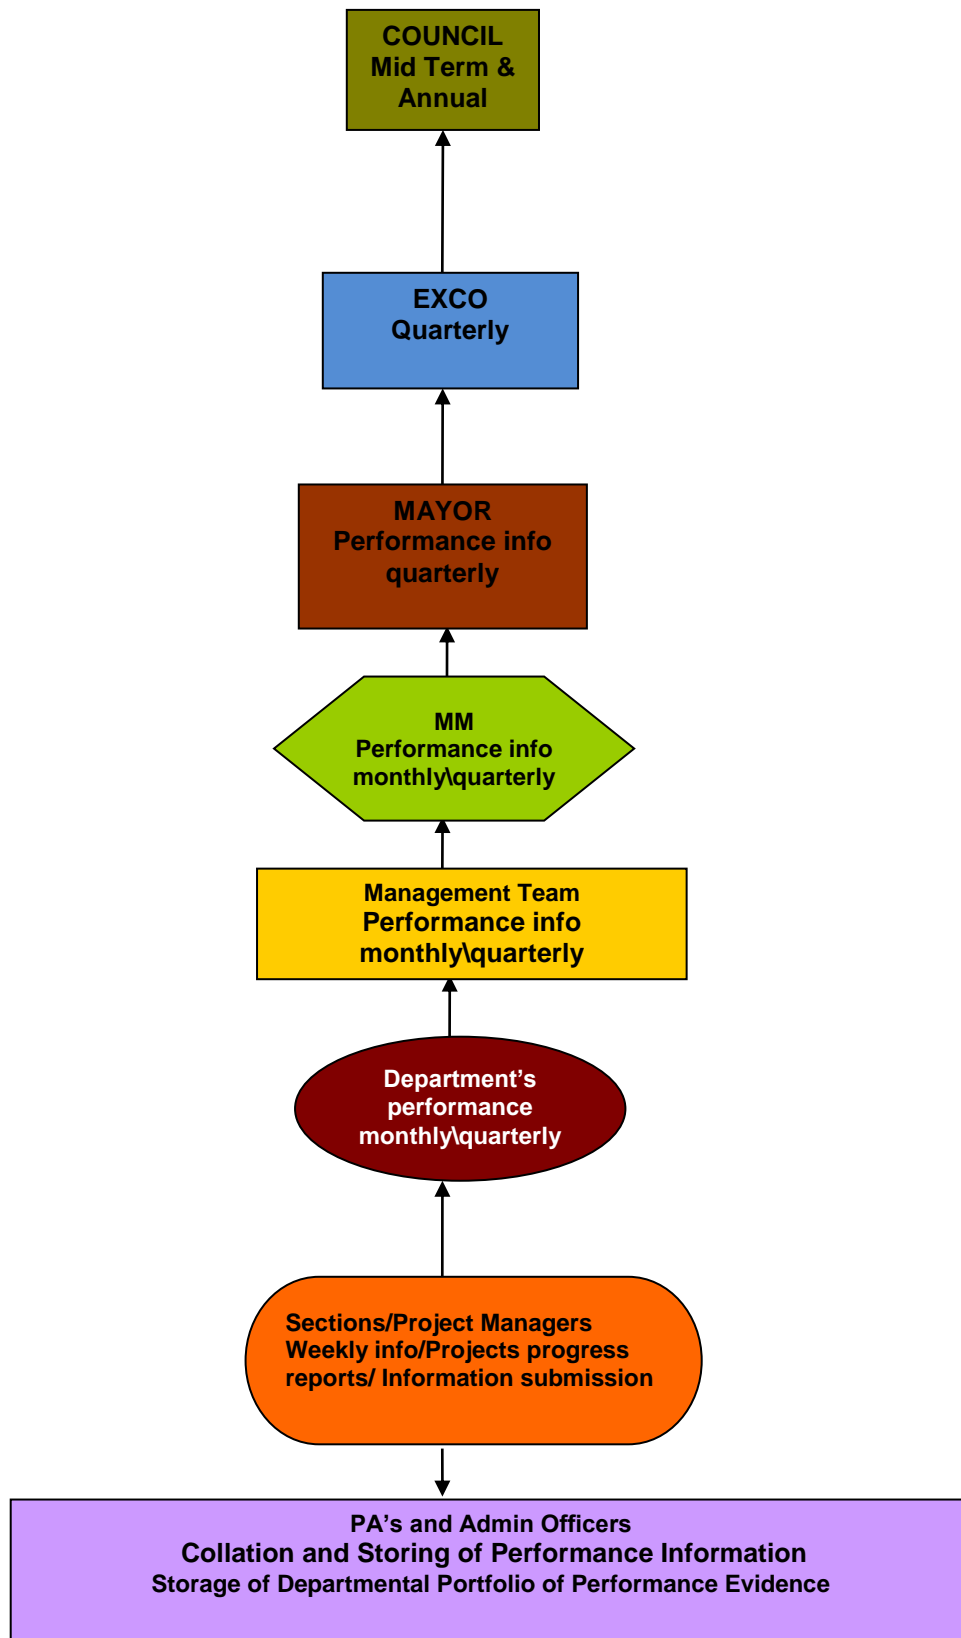 COUNCIL
Mid Term &
Annual
EXCO
Quarterly
MAYOR
Performance info
quarterly
MM
Performance info
monthly\quarterly
Management Team
Performance info
monthly\quarterly
Department’s
performance
monthly\quarterly
Sections/Project Managers
Weekly info/Projects progress
reports/ Information submission
PA’s and Admin Officers
Collation and Storing of Performance Information
Storage of Departmental Portfolio of Performance Evidence